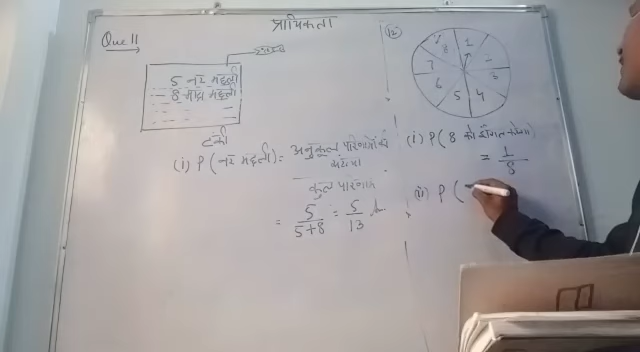 प्रायिकता
Que 11
5 नर मछली
8 मादा मछली
टंकी
(i) P ( नर मछली ) = अनुकूल परिणामों की संख्या
कुल परिणाम
= 5 / 5+8 = 5 / 13
12
8 1 2 3 4 5 6 7
(i) P ( 8 को
= 1 / 8
(ii) P (